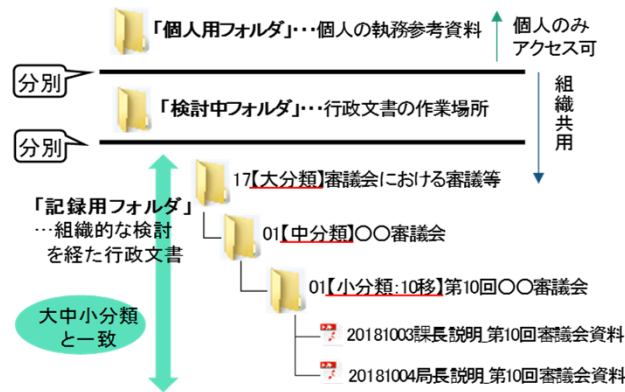 「個人用フォルダ」・・・個人の執務参考資料
個人のみ
アクセス可
分別
「検討中フォルダ」・・・行政文書の作業場所
組織共用
分別
17【大分類】審議会における審議等
「記録用フォルダ」
…組織的な検討
を経た行政文書
01【中分類】〇〇審議会
01【小分類：10移】第10回〇〇審議会
大中小分類
と一致
20181003課長説明_第10回審議会資料
20181004局長説明_第10回審議会資料